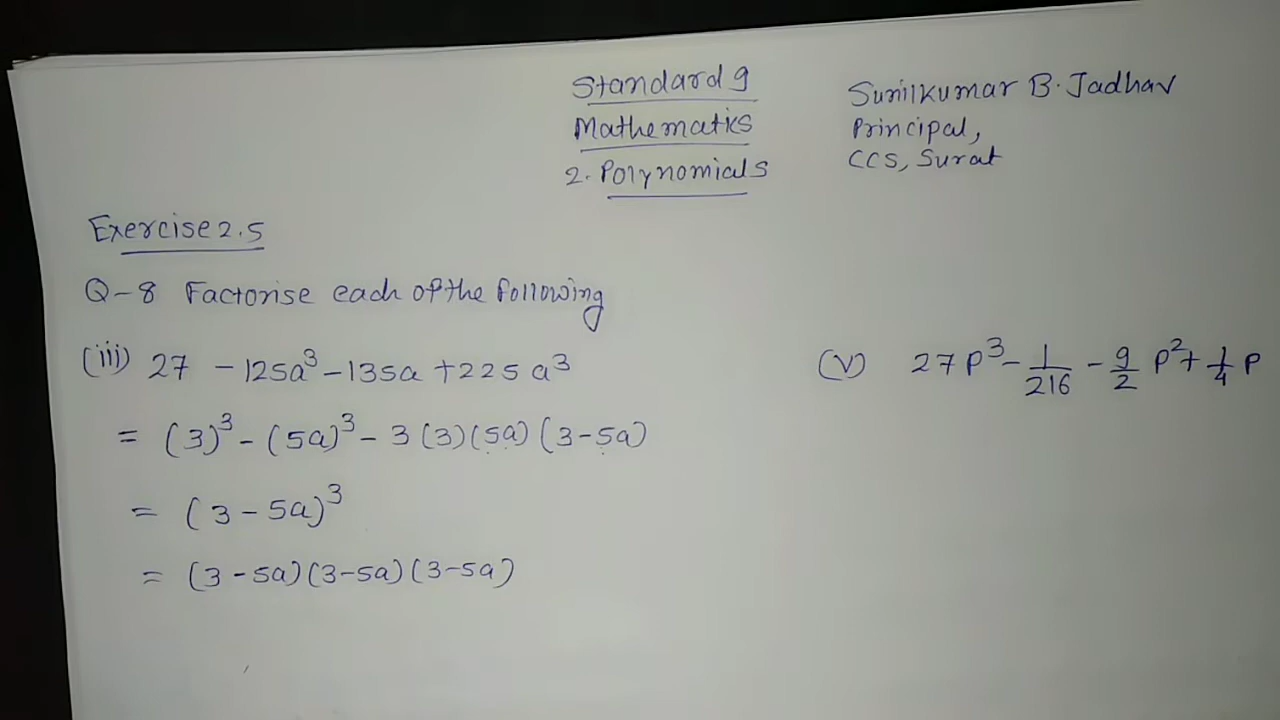 Standard 9
Mathematics
2. Polynomials
Sunilkumar B. Jadhav
Principal,
CCS, Surat
Exercise 2.5
Q-8 Factorise each of the following
(iii) 27 - 125a³ - 135a + 225a³
= (3)³ - (5a)³ - 3(3)(5a)(3-5a)
= (3 - 5a)³
= (3-5a)(3-5a)(3-5a)
(v) 27p³ - 1/216 - 9/2 p² + 1/4 p